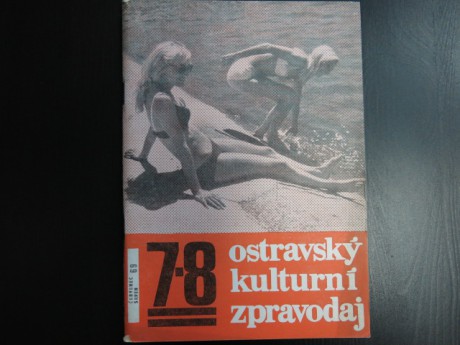 7-8
ostravský
kulturní
zpravodaj